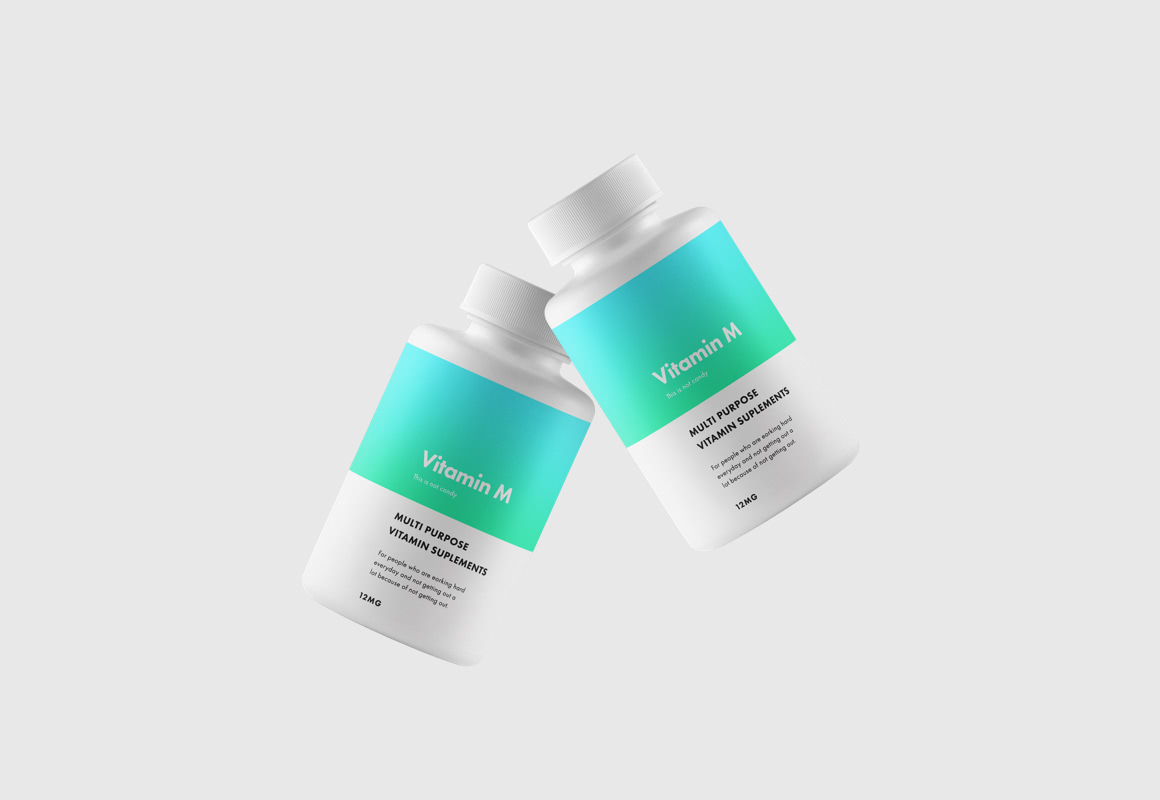 Vitamin M
This is not candy
MULTI PURPOSE
VITAMIN SUPLEMENTS
For people who are eorking hard
everyday and not getting out a
lot because of not getting out.
12MG
Vitamin M
This is not candy
MULTI PURPOSE
VITAMIN SUPLEMENTS
For people who are eorking hard
everyday and not getting out a
lot because of not getting out.
12MG